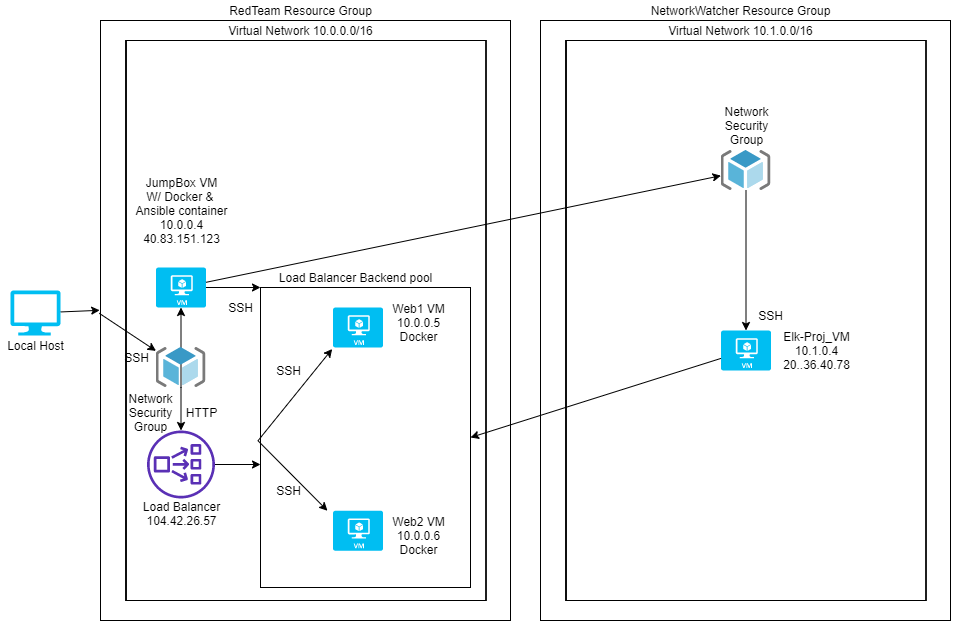 RedTeam Resource Group
Virtual Network 10.0.0.0/16
NetworkWatcher Resource Group
Virtual Network 10.1.0.0/16
Network
Security
Group
JumpBox VM
W/ Docker &
Ansible container
10.0.0.4
40.83.151.123
VM
SSH
Load Balancer Backend pool
Local Host
SSH
Network
Security
Group
HTTP
Load Balancer
104.42.26.57
VM
Web1 VM
10.0.0.5
Docker
SSH
SSH
VM
Web2 VM
10.0.0.6
Docker
SSH
VM
Elk-Proj_VM
10.1.0.4
20..36.40.78